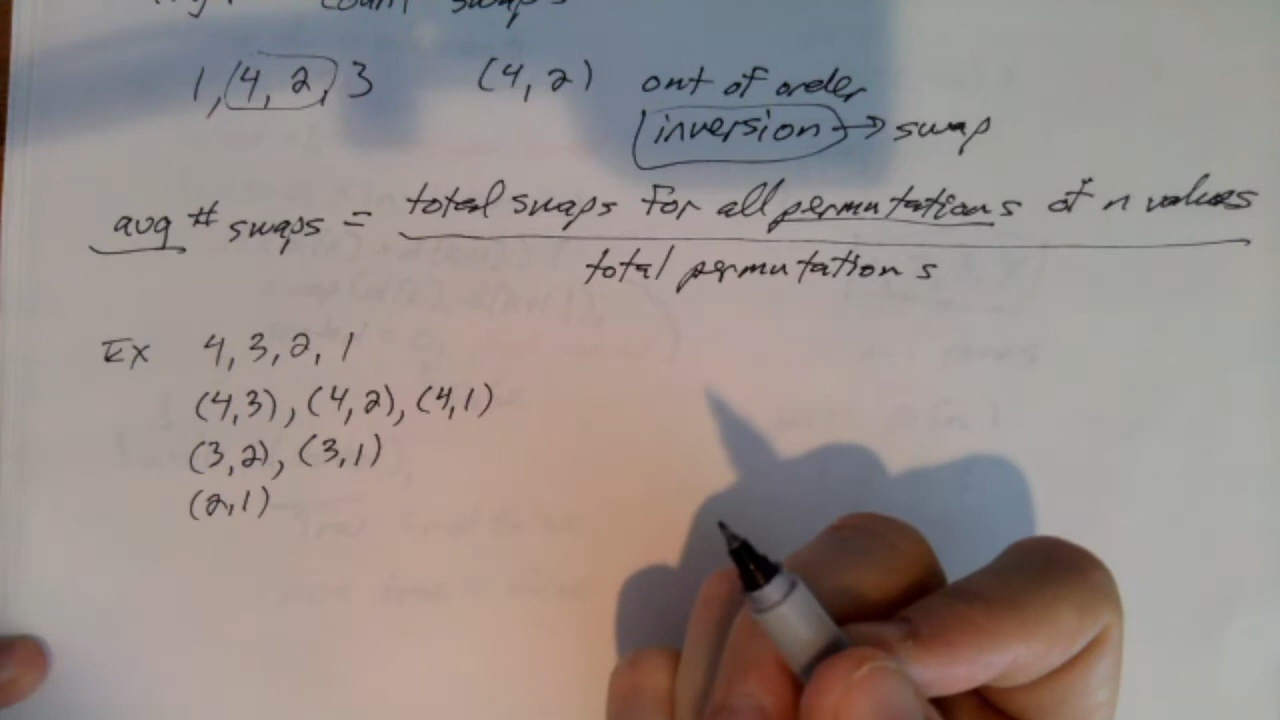 count swaps
1, 4, 2, 3 (4, 2) out of order
inversion → swap
avg # swaps = total swaps for all permutations of n values
total permutations
Ex 4, 3, 2, 1
(4,3), (4,2), (4,1)
(3,2), (3,1)
(2,1)